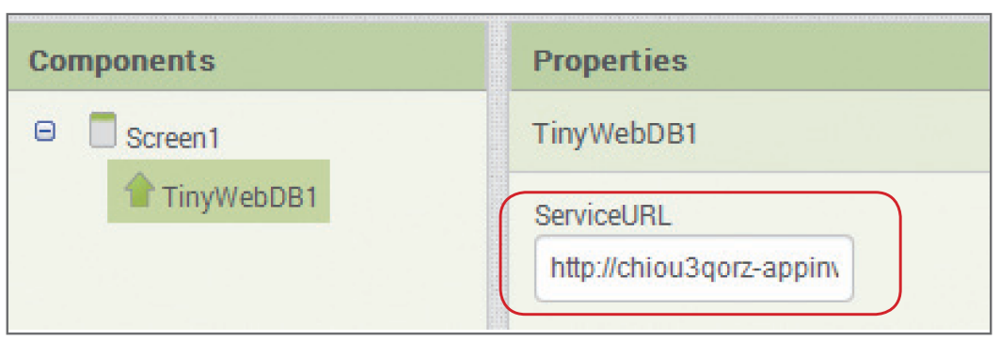 Components
Screen1
TinyWebDB1
Properties
TinyWebDB1
ServiceURL
http://chiou3qorz-appinv